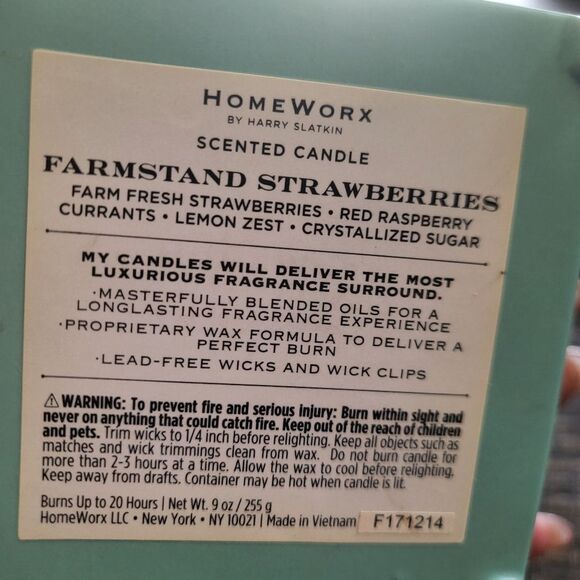 HOMEWORX
BY HARRY SLATKIN
SCENTED CANDLE
FARMSTAND STRAWBERRIES
FARM FRESH STRAWBERRIES • RED RASPBERRY
CURRANTS • LEMON ZEST • CRYSTALLIZED SUGAR
MY CANDLES WILL DELIVER THE MOST
LUXURIOUS FRAGRANCE SURROUND.
·MASTERFULLY BLENDED OILS FOR A
LONGLASTING FRAGRANCE EXPERIENCE
·PROPRIETARY WAX FORMULA TO DELIVER A
PERFECT BURN
·LEAD-FREE WICKS AND WICK CLIPS
⚠WARNING: To prevent fire and serious injury: Burn within sight and
never on anything that could catch fire. Keep out of the reach of children
and pets. Trim wicks to 1/4 inch before relighting. Keep all objects such as
matches and wick trimmings clean from wax. Do not burn candle for
more than 2-3 hours at a time. Allow the wax to cool before relighting.
Keep away from drafts. Container may be hot when candle is lit.
Burns Up to 20 Hours | Net Wt. 9 oz / 255 g
HomeWorx LLC • New York • NY 10021 | Made in Vietnam F171214